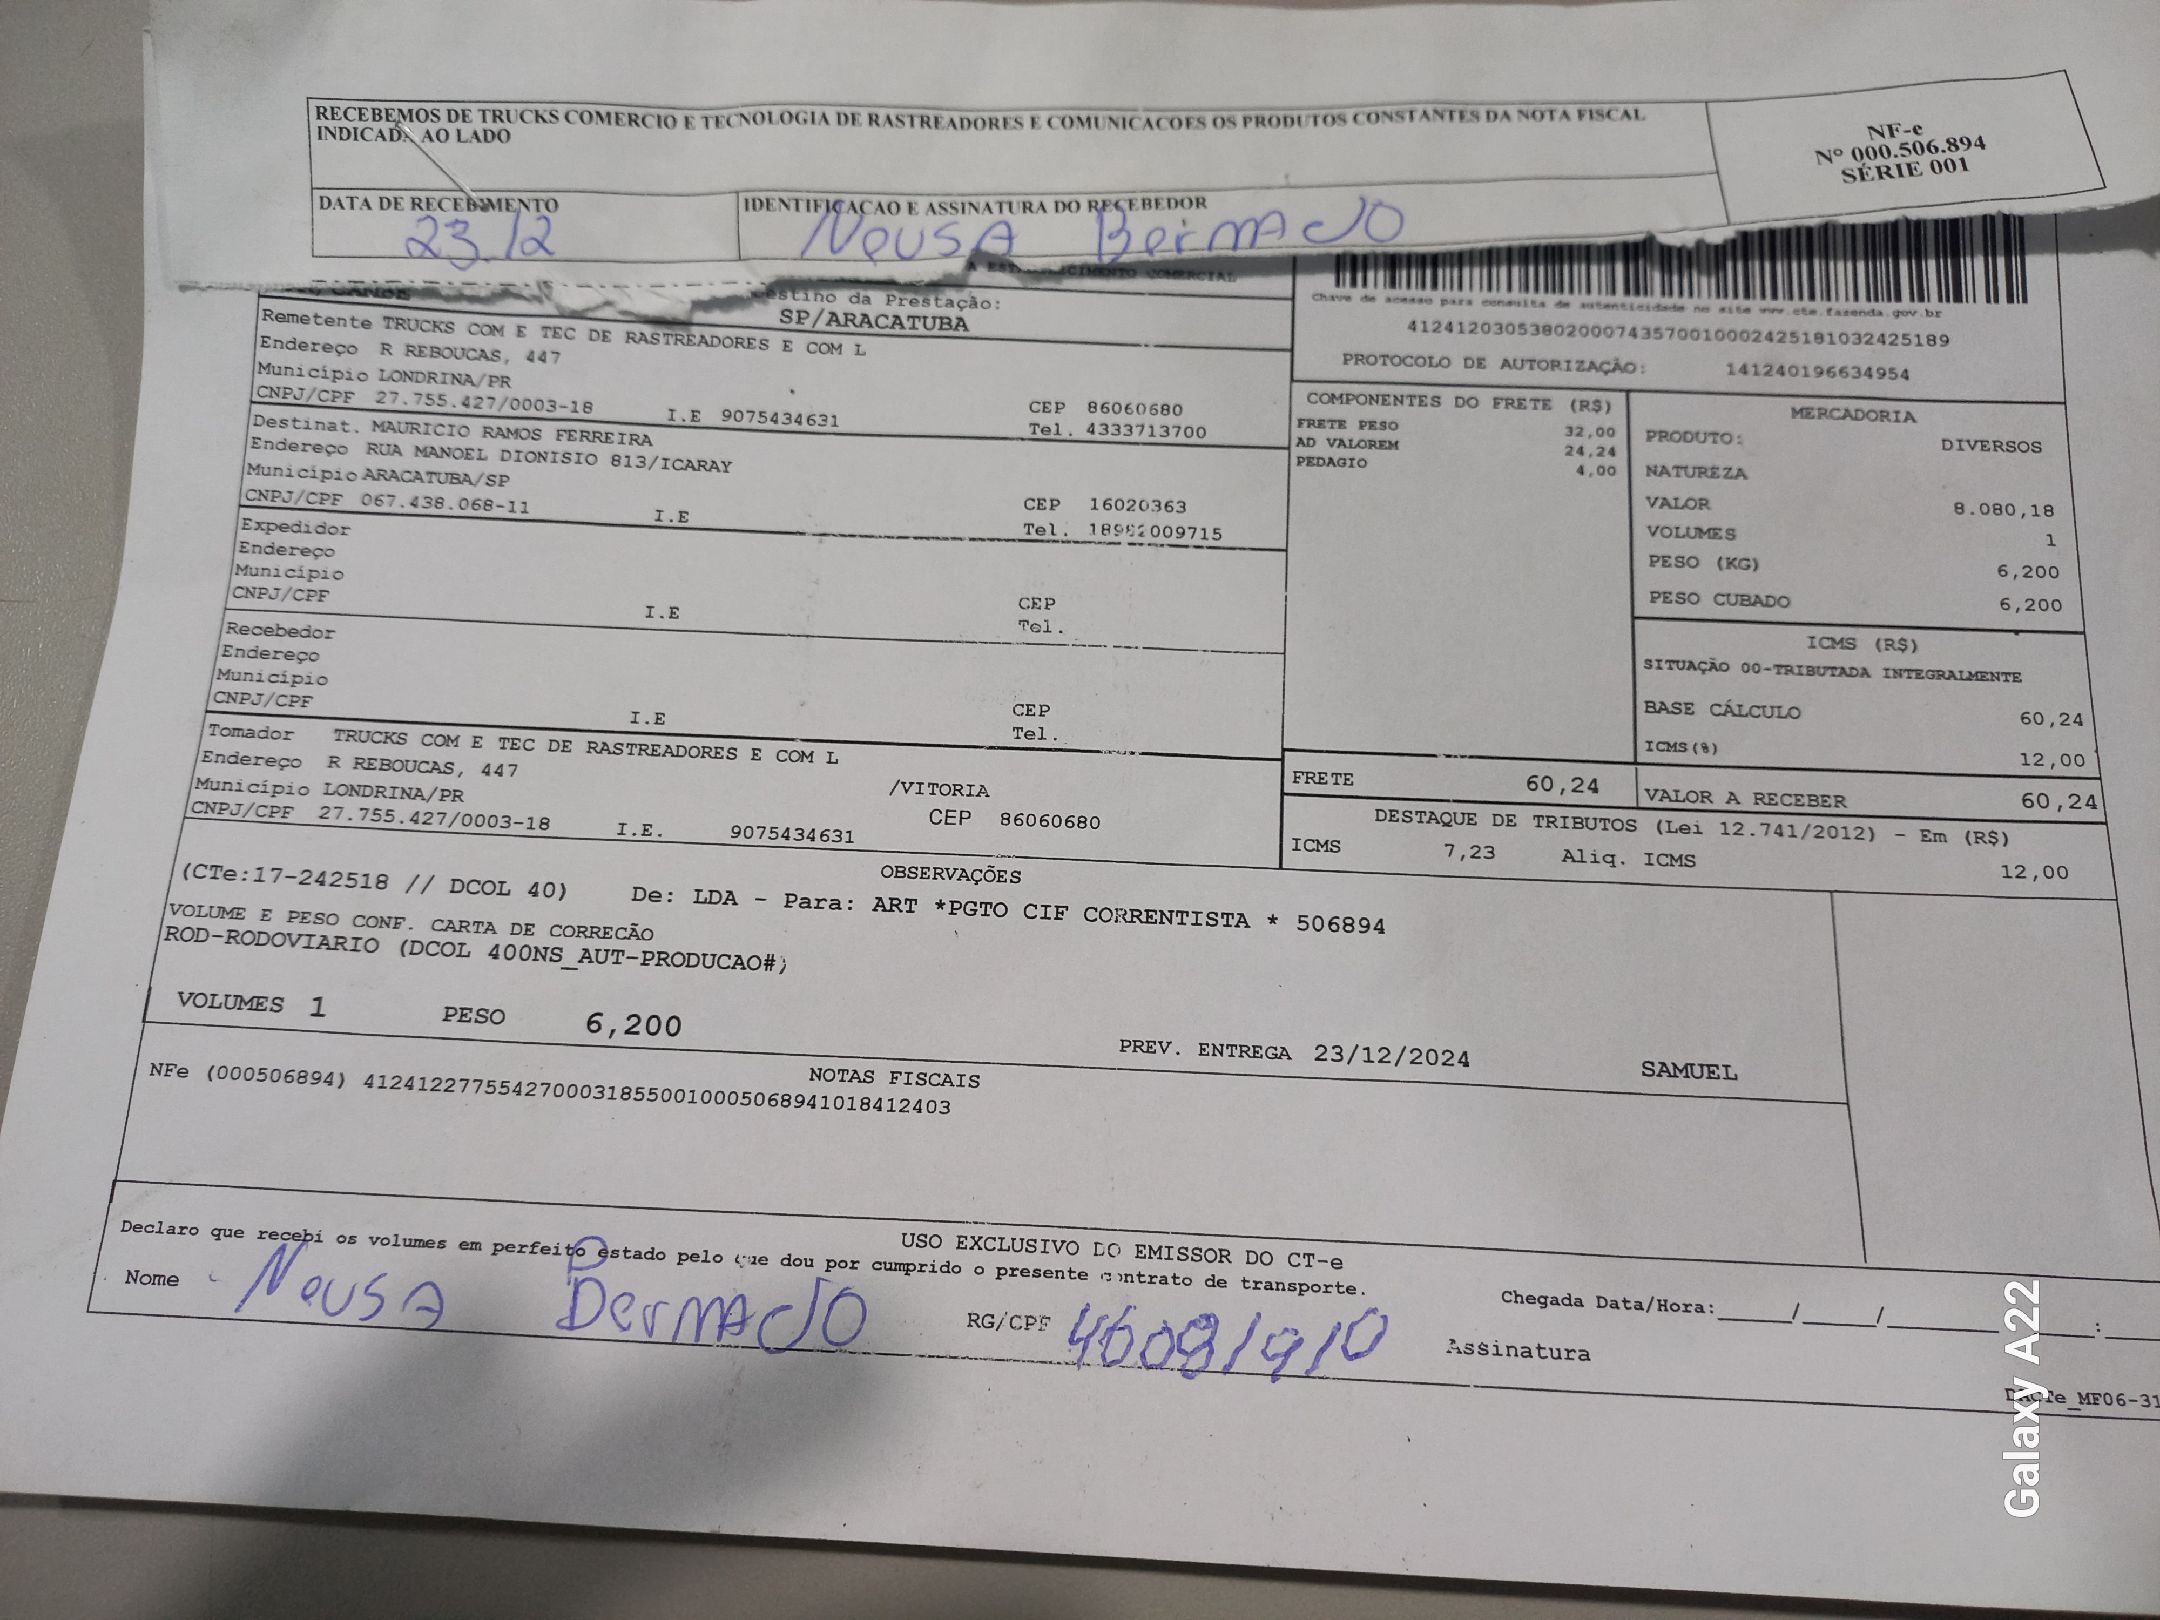 RECEBEMOS DE TRUCKS COMERCIO E TECNOLOGIA DE RASTREADORES E COMUNICACOES OS PRODUTOS CONSTANTES DA NOTA FISCAL
INDICADA AO LADO
NF-e
Nº 000.506.894
SÉRIE 001
DATA DE RECEBIMENTO
23.12
IDENTIFICACAO E ASSINATURA DO RECEBEDOR
Neusa Bernado
COMERCIAL
Destino da Prestação:
SP/ARACATUBA
Chave de acesso para consulta de autenticidade no site www.cte.fazenda.gov.br
41241203053802000743570010002425181032425189
PROTOCOLO DE AUTORIZAÇÃO: 141240196634954
Remetente TRUCKS COM E TEC DE RASTREADORES E COM L
Endereço R REBOUCAS, 447
Município LONDRINA/PR
CNPJ/CPF 27.755.427/0003-18 I.E 9075434631
CEP 86060680
Tel. 4333713700
Destinat. MAURICIO RAMOS FERREIRA
Endereço RUA MANOEL DIONISIO 813/ICARAY
Município ARACATUBA/SP
CNPJ/CPF 067.438.068-11 I.E
CEP 16020363
Tel. 18982009715
Expedidor
Endereço
Município
CNPJ/CPF I.E
CEP
Tel.
Recebedor
Endereço
Município
CNPJ/CPF I.E
CEP
Tel.
Tomador TRUCKS COM E TEC DE RASTREADORES E COM L
Endereço R REBOUCAS, 447
/VITORIA
Município LONDRINA/PR
CEP 86060680
CNPJ/CPF 27.755.427/0003-18 I.E. 9075434631
COMPONENTES DO FRETE (R$)
FRETE PESO 32,00
AD VALOREM 24,24
PEDAGIO 4,00
MERCADORIA
PRODUTO: DIVERSOS
NATUREZA
VALOR 8.080,18
VOLUMES 1
PESO (KG) 6,200
PESO CUBADO 6,200
ICMS (R$)
SITUAÇÃO 00-TRIBUTADA INTEGRALMENTE
BASE CÁLCULO 60,24
ICMS(%) 12,00
FRETE 60,24
VALOR A RECEBER 60,24
DESTAQUE DE TRIBUTOS (Lei 12.741/2012) - Em (R$)
ICMS 7,23 Aliq. ICMS 12,00
OBSERVAÇÕES
(CTe:17-242518 // DCOL 40) De: LDA - Para: ART *PGTO CIF CORRENTISTA * 506894
VOLUME E PESO CONF. CARTA DE CORRECÃO
ROD-RODOVIARIO (DCOL 400NS_AUT-PRODUCAO#)
VOLUMES 1 PESO 6,200
PREV. ENTREGA 23/12/2024 SAMUEL
NOTAS FISCAIS
NFe (000506894) 41241227755427000318550010005068941018412403
USO EXCLUSIVO DO EMISSOR DO CT-e
Declaro que recebi os volumes em perfeito estado pelo que dou por cumprido o presente contrato de transporte.
Nome Neusa Bernado
RG/CPF
Chegada Data/Hora:_____/_____/_______ ____:____
Assinatura
DACTe_MF06-31
Galaxy A22